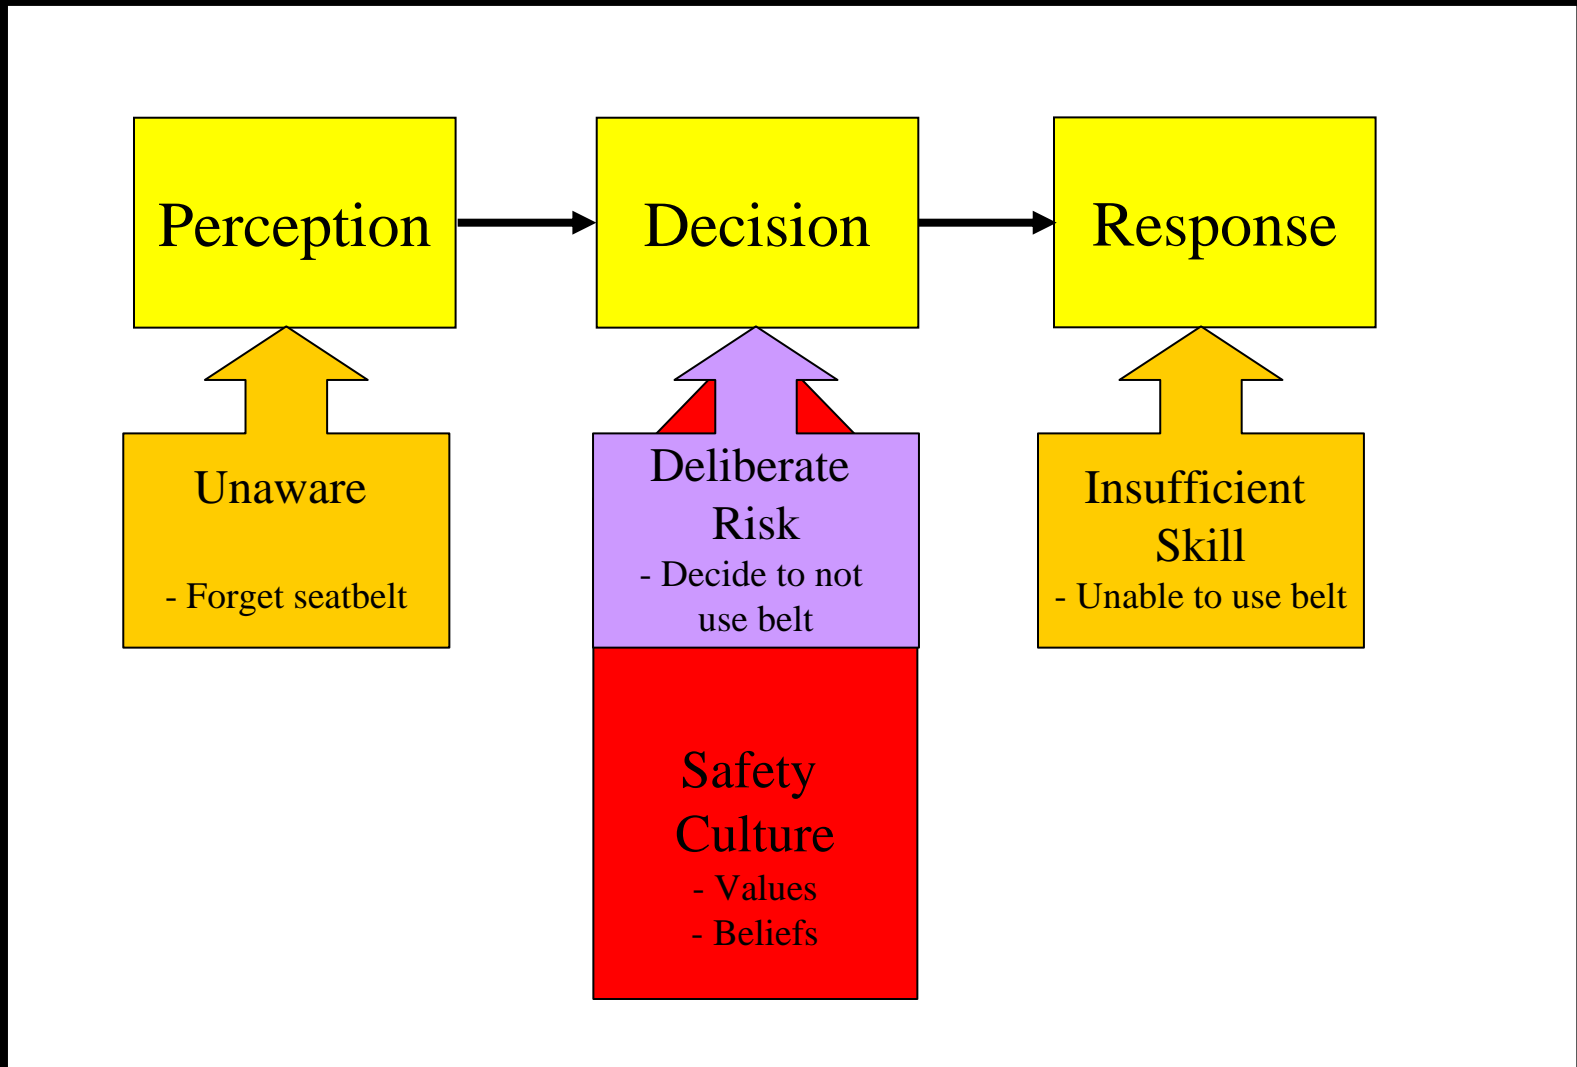 Perception
Decision
Response
Unaware
- Forget seatbelt
Deliberate
Risk
- Decide to not
use belt
Insufficient
Skill
- Unable to use belt
Safety
Culture
- Values
- Beliefs